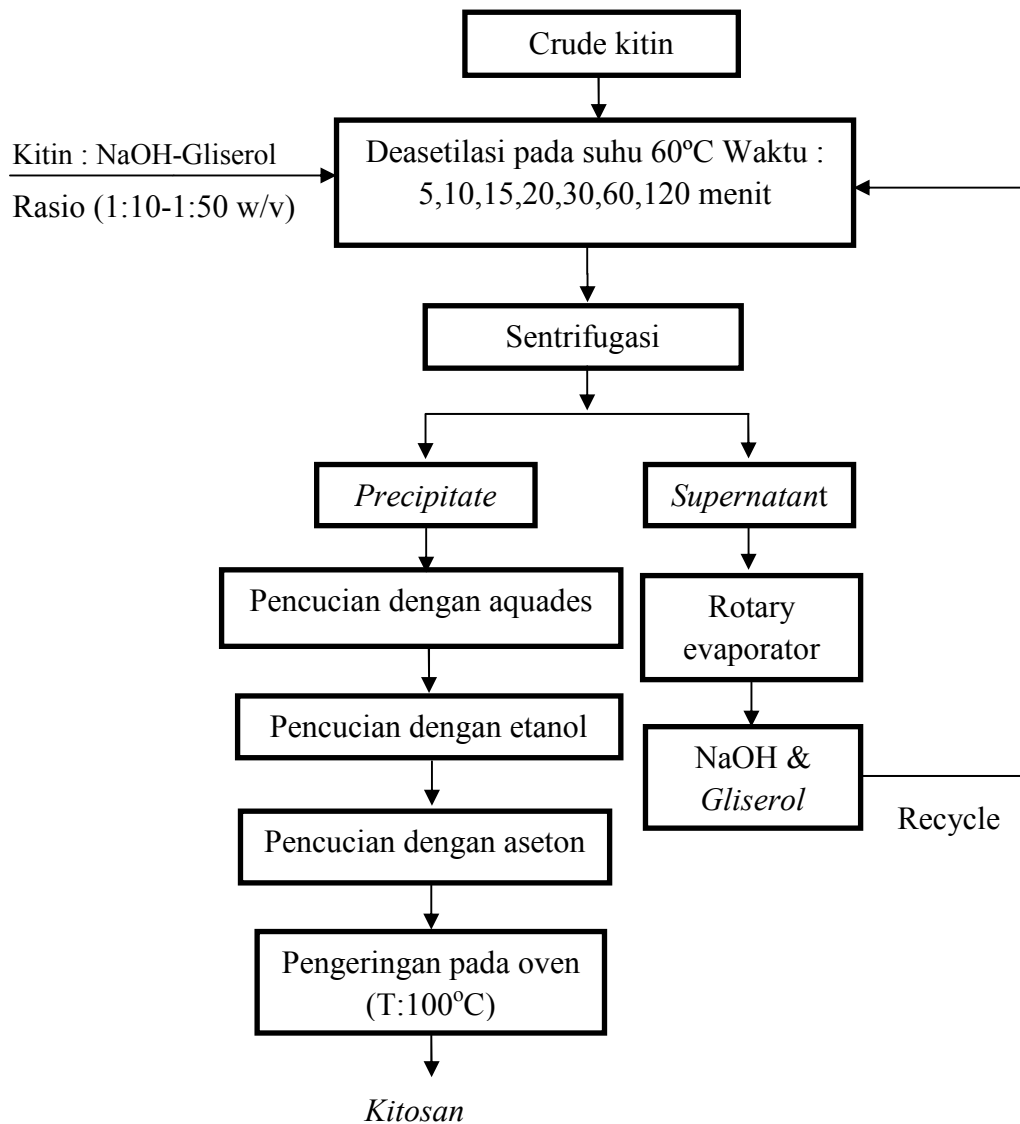 Crude kitin
Kitin : NaOH-Gliserol
Rasio (1:10-1:50 w/v)
Deasetilasi pada suhu 60ºC Waktu :
5,10,15,20,30,60,120 menit
Sentrifugasi
Precipitate
Supernatant
Pencucian dengan aquades
Rotary
evaporator
Pencucian dengan etanol
NaOH &
Gliserol
Recycle
Pencucian dengan aseton
Pengeringan pada oven
(T:100ºC)
Kitosan